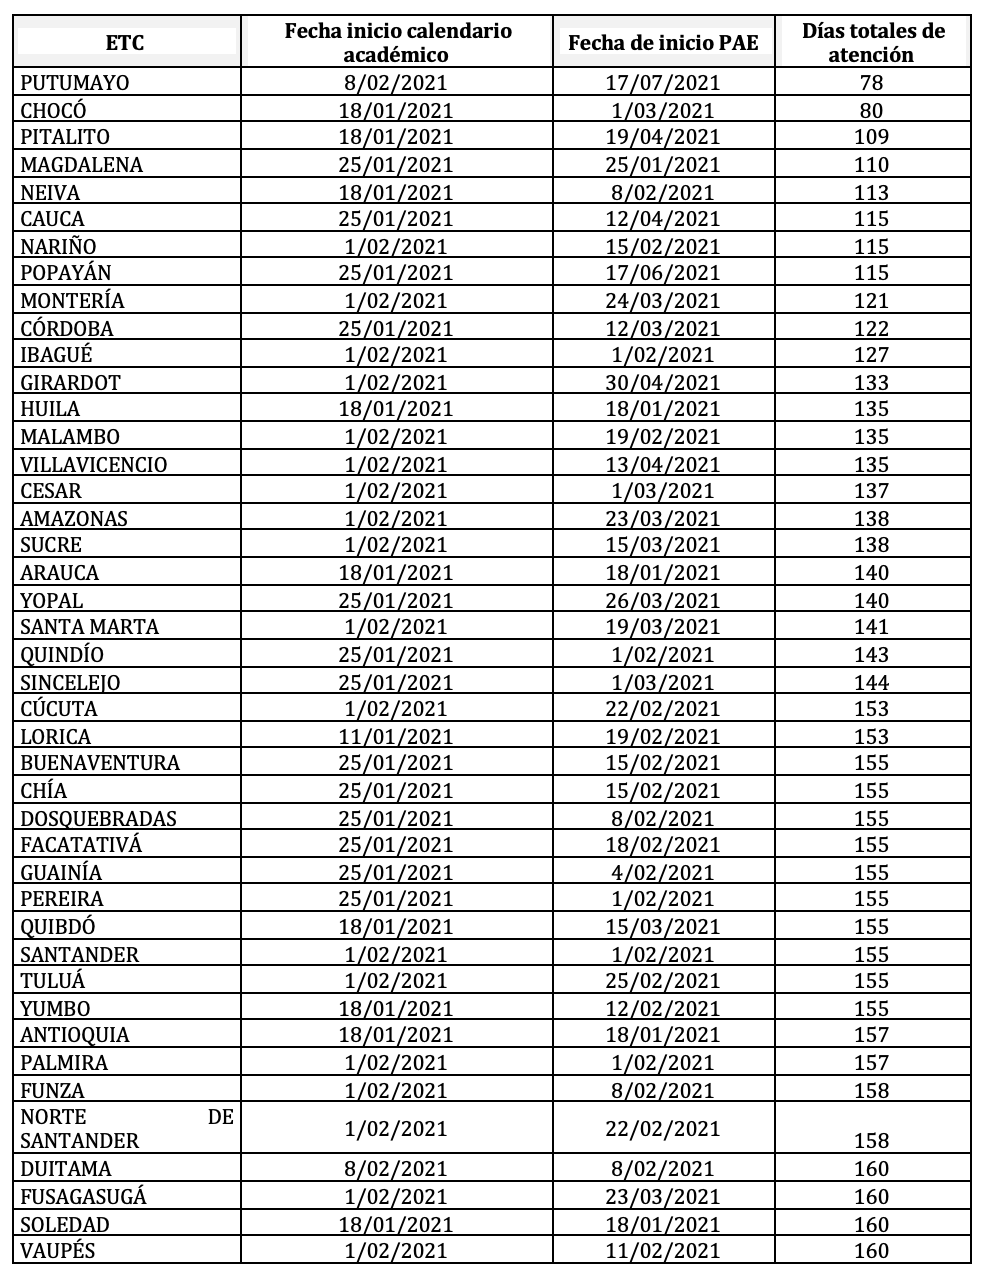 ETC Fecha inicio calendario académico Fecha de inicio PAE Días totales de atención
PUTUMAYO 8/02/2021 17/07/2021 78
CHOCÓ 18/01/2021 1/03/2021 80
PITALITO 18/01/2021 19/04/2021 109
MAGDALENA 25/01/2021 25/01/2021 110
NEIVA 18/01/2021 8/02/2021 113
CAUCA 25/01/2021 12/04/2021 115
NARIÑO 1/02/2021 15/02/2021 115
POPAYÁN 25/01/2021 17/06/2021 115
MONTERÍA 1/02/2021 24/03/2021 121
CÓRDOBA 25/01/2021 12/03/2021 122
IBAGUÉ 1/02/2021 1/02/2021 127
GIRARDOT 1/02/2021 30/04/2021 133
HUILA 18/01/2021 18/01/2021 135
MALAMBO 1/02/2021 19/02/2021 135
VILLAVICENCIO 1/02/2021 13/04/2021 135
CESAR 1/02/2021 1/03/2021 137
AMAZONAS 1/02/2021 23/03/2021 138
SUCRE 1/02/2021 15/03/2021 138
ARAUCA 18/01/2021 18/01/2021 140
YOPAL 25/01/2021 26/03/2021 140
SANTA MARTA 1/02/2021 19/03/2021 141
QUINDÍO 25/01/2021 1/02/2021 143
SINCELEJO 25/01/2021 1/03/2021 144
CÚCUTA 1/02/2021 22/02/2021 153
LORICA 11/01/2021 19/02/2021 153
BUENAVENTURA 25/01/2021 15/02/2021 155
CHÍA 25/01/2021 15/02/2021 155
DOSQUEBRADAS 25/01/2021 8/02/2021 155
FACATATIVÁ 25/01/2021 18/02/2021 155
GUAINÍA 25/01/2021 4/02/2021 155
PEREIRA 25/01/2021 1/02/2021 155
QUIBDÓ 18/01/2021 15/03/2021 155
SANTANDER 1/02/2021 1/02/2021 155
TULUÁ 1/02/2021 25/02/2021 155
YUMBO 18/01/2021 12/02/2021 155
ANTIOQUIA 18/01/2021 18/01/2021 157
PALMIRA 1/02/2021 1/02/2021 157
FUNZA 1/02/2021 8/02/2021 158
NORTE DE
SANTANDER 1/02/2021 22/02/2021 158
DUITAMA 8/02/2021 8/02/2021 160
FUSAGASUGÁ 1/02/2021 23/03/2021 160
SOLEDAD 18/01/2021 18/01/2021 160
VAUPÉS 1/02/2021 11/02/2021 160